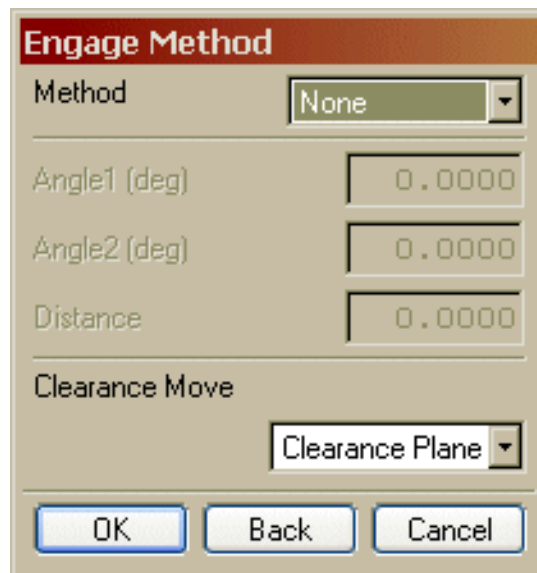 Engage Method
Method None
Angle1 (deg) 0.0000
Angle2 (deg) 0.0000
Distance 0.0000
Clearance Move
Clearance Plane
OK Back Cancel